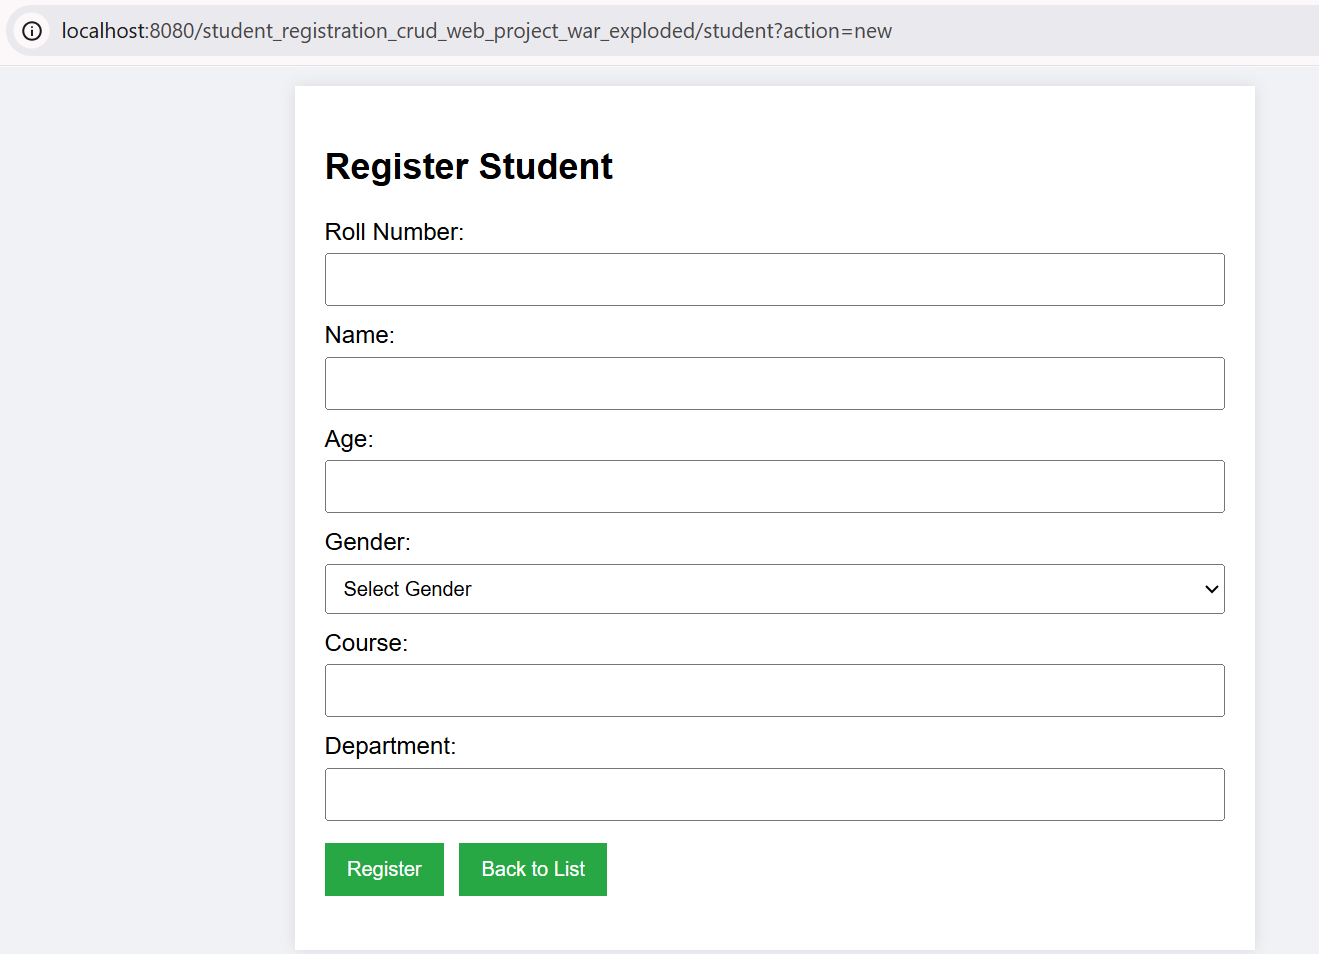 localhost:8080/student_registration_crud_web_project_war_exploded/student?action=new
Register Student
Roll Number:
Name:
Age:
Gender:
Select Gender
Course:
Department:
Register Back to List